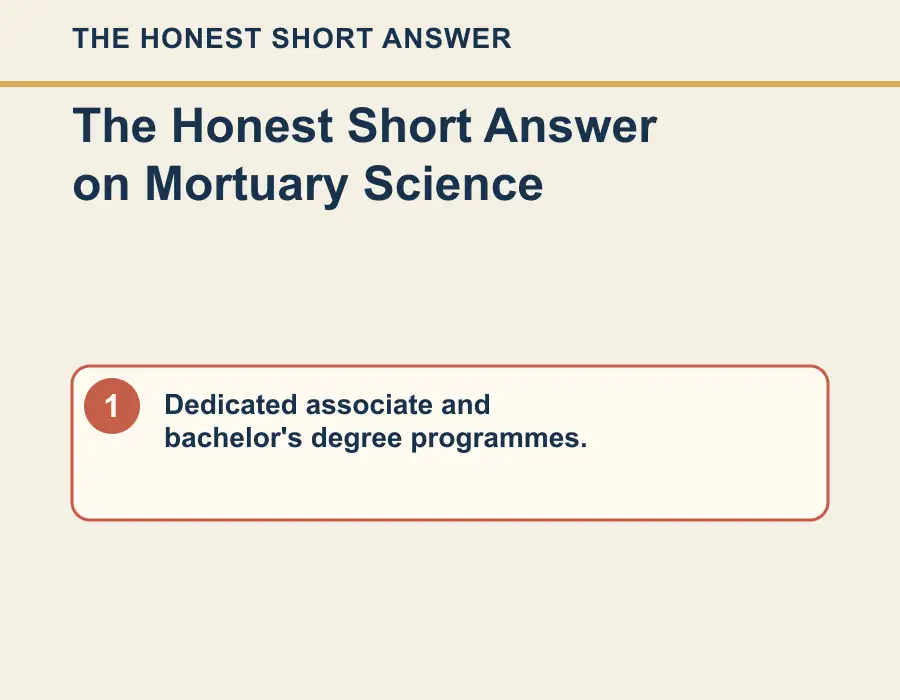 THE HONEST SHORT ANSWER
The Honest Short Answer
on Mortuary Science
1
Dedicated associate and
bachelor's degree programmes.